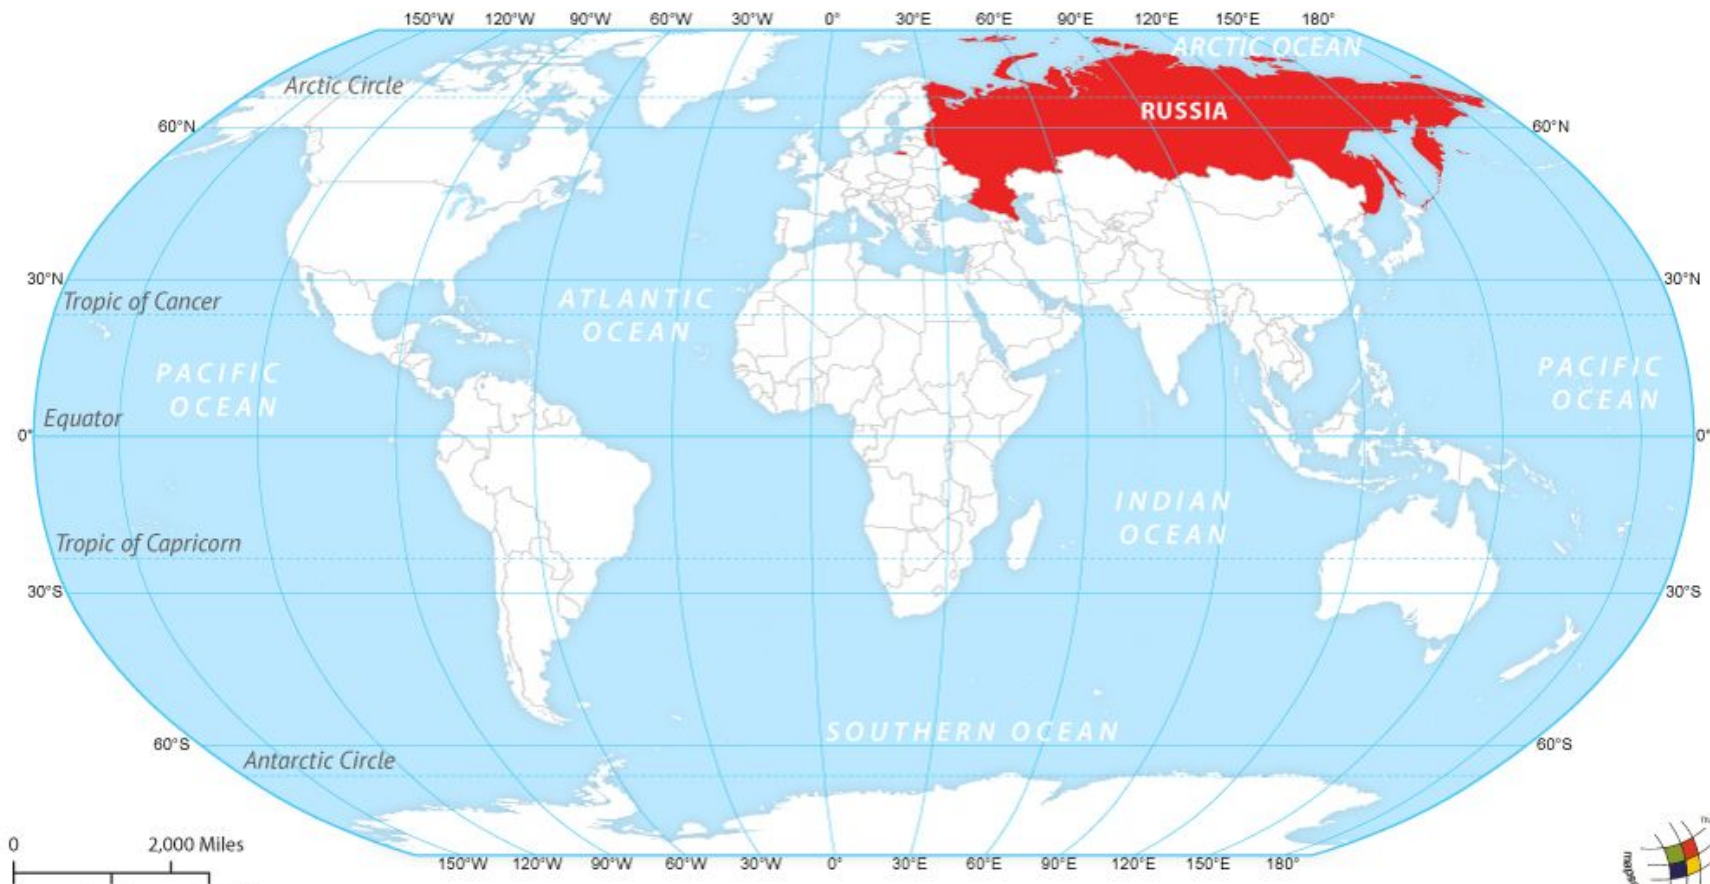 150°W 120°W 90°W 60°W 30°W 0° 30°E 60°E 90°E 120°E 150°E 180°
ARCTIC OCEAN
Arctic Circle
RUSSIA
60°N 60°N
30°N 30°N
Tropic of Cancer
ATLANTIC
OCEAN
PACIFIC
OCEAN
PACIFIC
OCEAN
Equator
0° 0°
INDIAN
OCEAN
Tropic of Capricorn
30°S 30°S
SOUTHERN OCEAN
60°S 60°S
Antarctic Circle
0 2,000 Miles
150°W 120°W 90°W 60°W 30°W 0° 30°E 60°E 90°E 120°E 150°E 180°